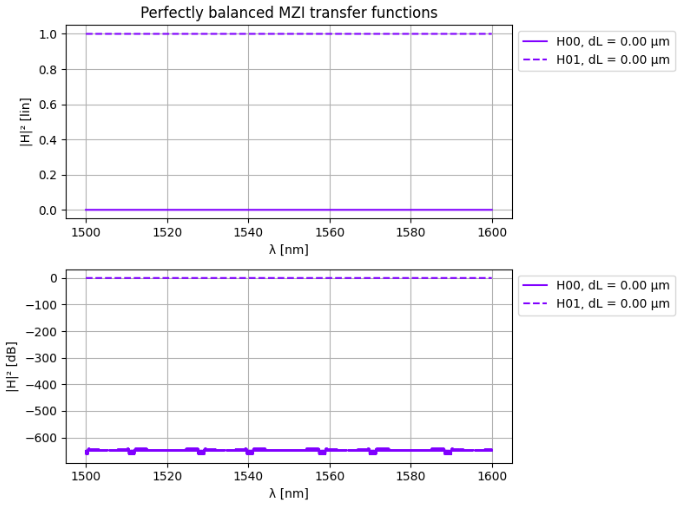 Perfectly balanced MZI transfer functions
|H|² [lin]
1.0
0.8
0.6
0.4
0.2
0.0
1500 1520 1540 1560 1580 1600
λ [nm]
H00, dL = 0.00 µm
H01, dL = 0.00 µm
|H|² [dB]
0
−100
−200
−300
−400
−500
−600
1500 1520 1540 1560 1580 1600
λ [nm]
H00, dL = 0.00 µm
H01, dL = 0.00 µm